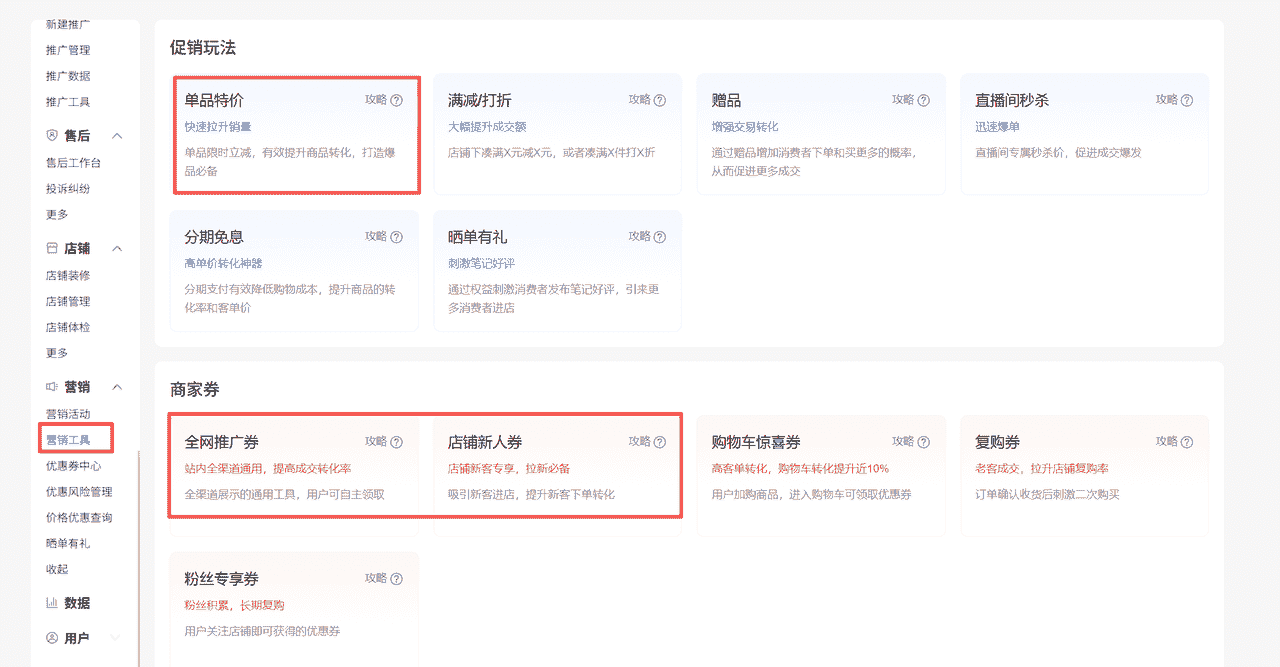 新建推广
推广管理
推广数据
推广工具
售后
售后工作台
投诉纠纷
更多
店铺
店铺装修
店铺管理
店铺体检
更多
营销
营销活动
营销工具
优惠券中心
优惠风险管理
价格优惠查询
晒单有礼
收起
数据
用户
促销玩法
单品特价 攻略
快速拉升销量
单品限时立减，有效提升商品转化，打造爆
品必备
满减/打折 攻略
大幅提升成交额
店铺下凑满X元减X元，或者凑满X件打X折
赠品 攻略
增强交易转化
通过赠品增加消费者下单和买更多的概率，
从而促进更多成交
直播间秒杀 攻略
迅速爆单
直播间专属秒杀价，促进成交爆发
分期免息 攻略
高单价转化神器
分期支付有效降低购物成本，提升商品的转
化率和客单价
晒单有礼 攻略
刺激笔记好评
通过权益刺激消费者发布笔记好评，引来更
多消费者进店
商家券
全网推广券 攻略
站内全渠道通用，提高成交转化率
全渠道展示的通用工具，用户可自主领取
店铺新人券 攻略
店铺新客专享，拉新必备
吸引新客进店，提升新客下单转化
购物车惊喜券 攻略
高客单转化，购物车转化提升近10%
用户加购商品，进入购物车可领取优惠券
复购券 攻略
老客成交，拉升店铺复购率
订单确认收货后刺激二次购买
粉丝专享券 攻略
粉丝积累，长期复购
用户关注店铺即可获得的优惠券